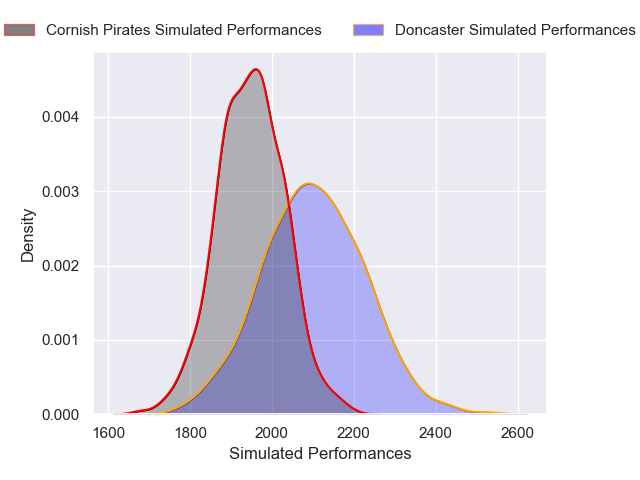 Cornish Pirates Simulated Performances
Doncaster Simulated Performances
Density
0.004
0.003
0.002
0.001
0.000
1600 1800 2000 2200 2400 2600
Simulated Performances